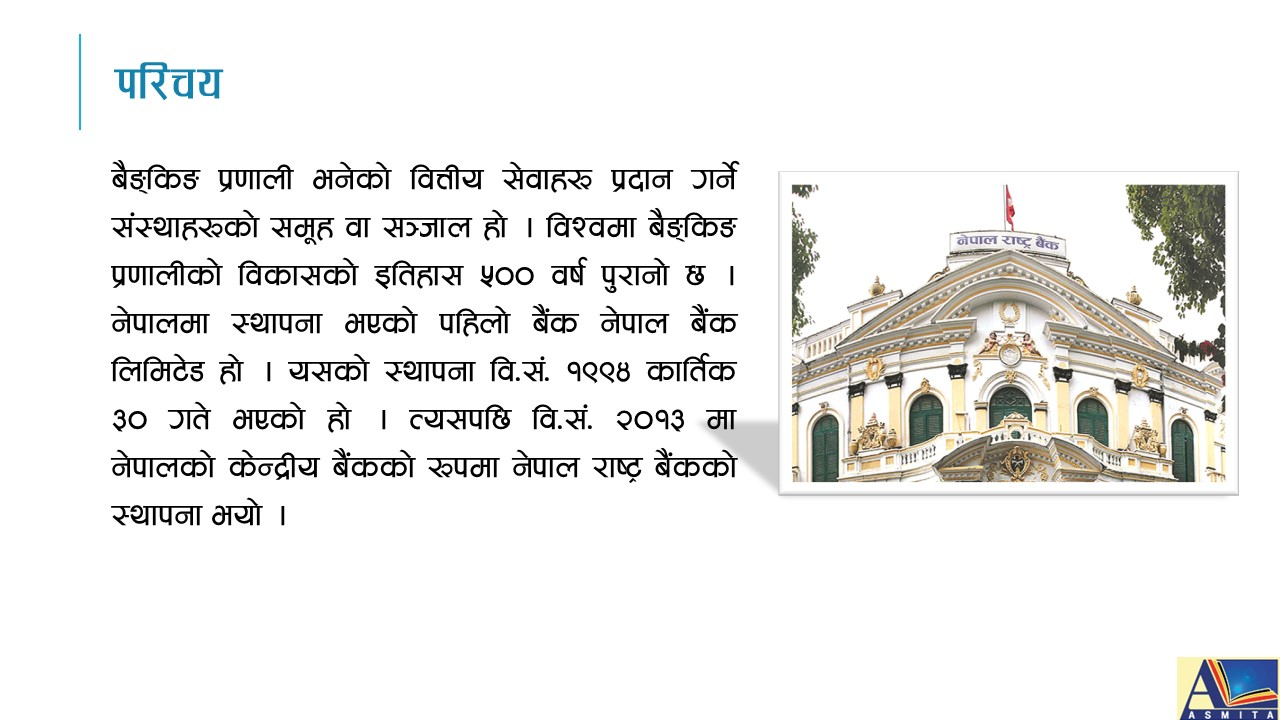 परिचय
बैङ्किङ प्रणाली भनेको वित्तीय सेवाहरु प्रदान गर्ने
संस्थाहरुको समूह वा सञ्जाल हो । विश्वमा बैङ्किङ
प्रणालीको विकासको इतिहास ५०० वर्ष पुरानो छ ।
नेपालमा स्थापना भएको पहिलो बैंक नेपाल बैंक
लिमिटेड हो । यसको स्थापना वि.सं. १९९४ कार्तिक
३० गते भएको हो । त्यसपछि वि.सं. २०१३ मा
नेपालको केन्द्रीय बैंकको रुपमा नेपाल राष्ट्र बैंकको
स्थापना भयो ।
नेपाल राष्ट्र बैंक
ASMITA